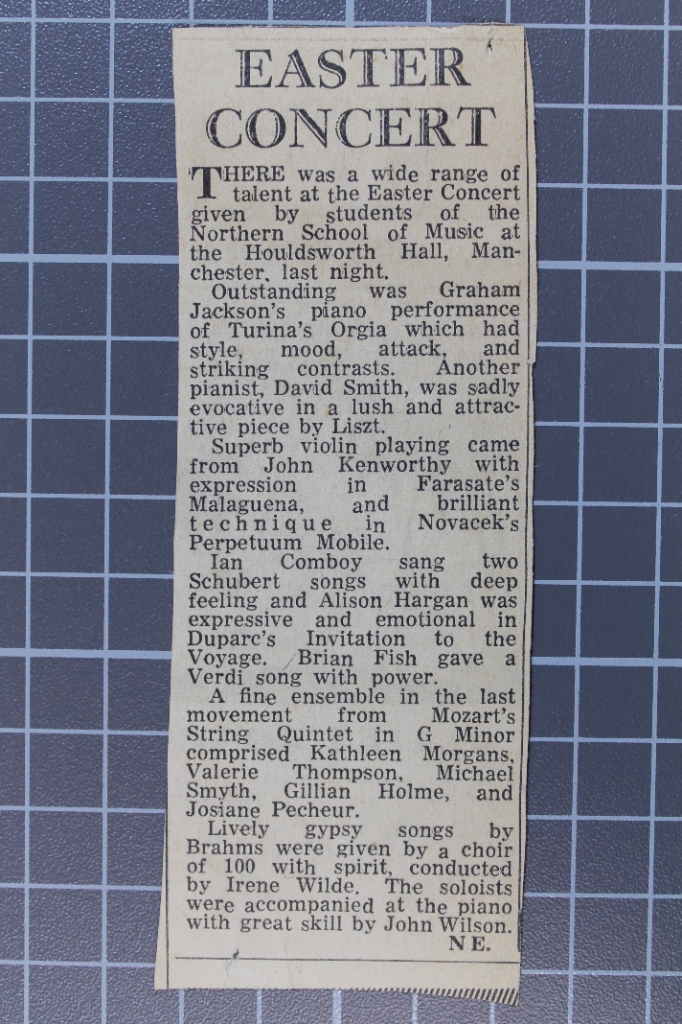 EASTER
CONCERT
THERE was a wide range of
talent at the Easter Concert
given by students of the
Northern School of Music at
the Houldsworth Hall, Man-
chester, last night.
Outstanding was Graham
Jackson's piano performance
of Turina's Orgia which had
style, mood, attack, and
striking contrasts. Another
pianist, David Smith, was sadly
evocative in a lush and attrac-
tive piece by Liszt.
Superb violin playing came
from John Kenworthy with
expression in Farasate's
Malaguena, and brilliant
technique in Novacek's
Perpetuum Mobile.
Ian Comboy sang two
Schubert songs with deep
feeling and Alison Hargan was
expressive and emotional in
Duparc's Invitation to the
Voyage. Brian Fish gave a
Verdi song with power.
A fine ensemble in the last
movement from Mozart's
String Quintet in G Minor
comprised Kathleen Morgans,
Valerie Thompson, Michael
Smyth, Gillian Holme, and
Josiane Pecheur.
Lively gypsy songs by
Brahms were given by a choir
of 100 with spirit, conducted
by Irene Wilde. The soloists
were accompanied at the piano
with great skill by John Wilson.
N E.